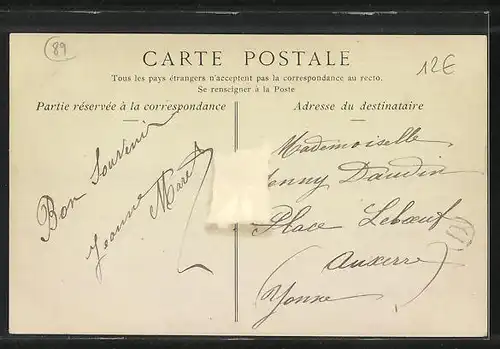 89
CARTE POSTALE
12€
Tous les pays étrangers n'acceptent pas la correspondance au recto.
Se renseigner à la Poste
Partie réservée à la correspondance
Adresse du destinataire
Bon Souvenir
Jeanne
Mademoiselle
enny Daudin
Place Lebœuf
Auxerre
(Yonne)